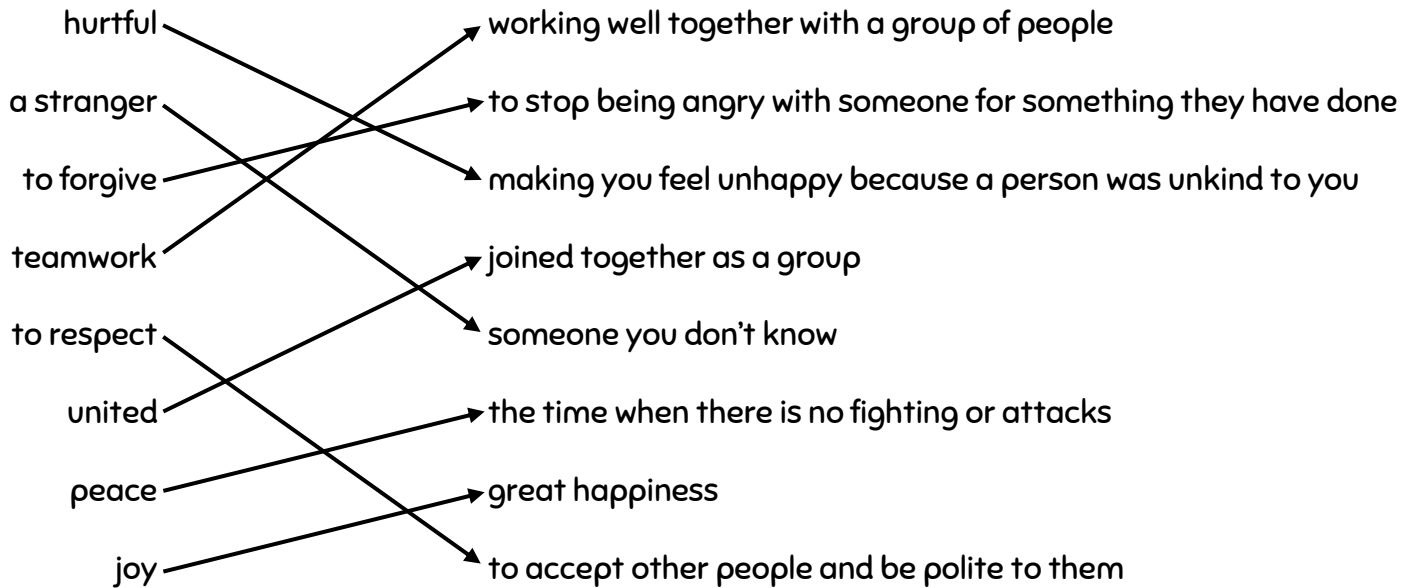 hurtful
working well together with a group of people
a stranger
to stop being angry with someone for something they have done
to forgive
making you feel unhappy because a person was unkind to you
teamwork
joined together as a group
to respect
someone you don't know
united
the time when there is no fighting or attacks
peace
great happiness
joy
to accept other people and be polite to them